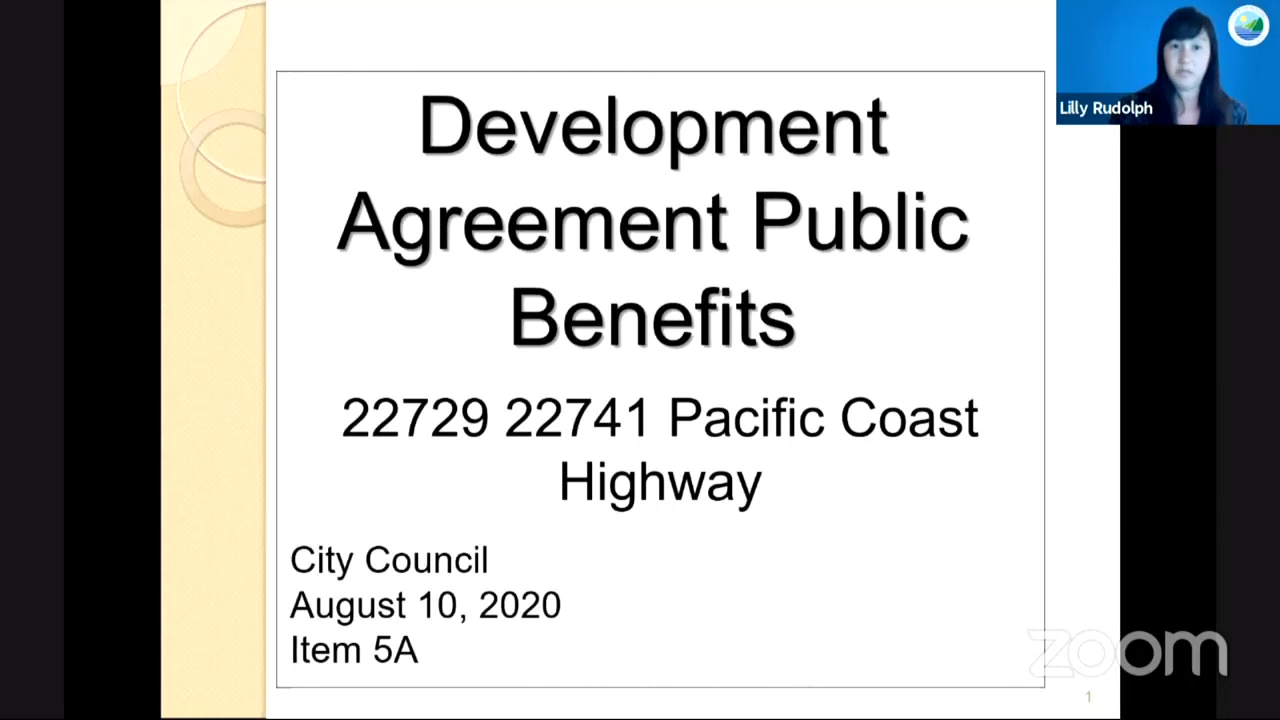 Lilly Rudolph
Development
Agreement Public
Benefits
22729 22741 Pacific Coast
Highway
City Council
August 10, 2020
Item 5A
zoom
1